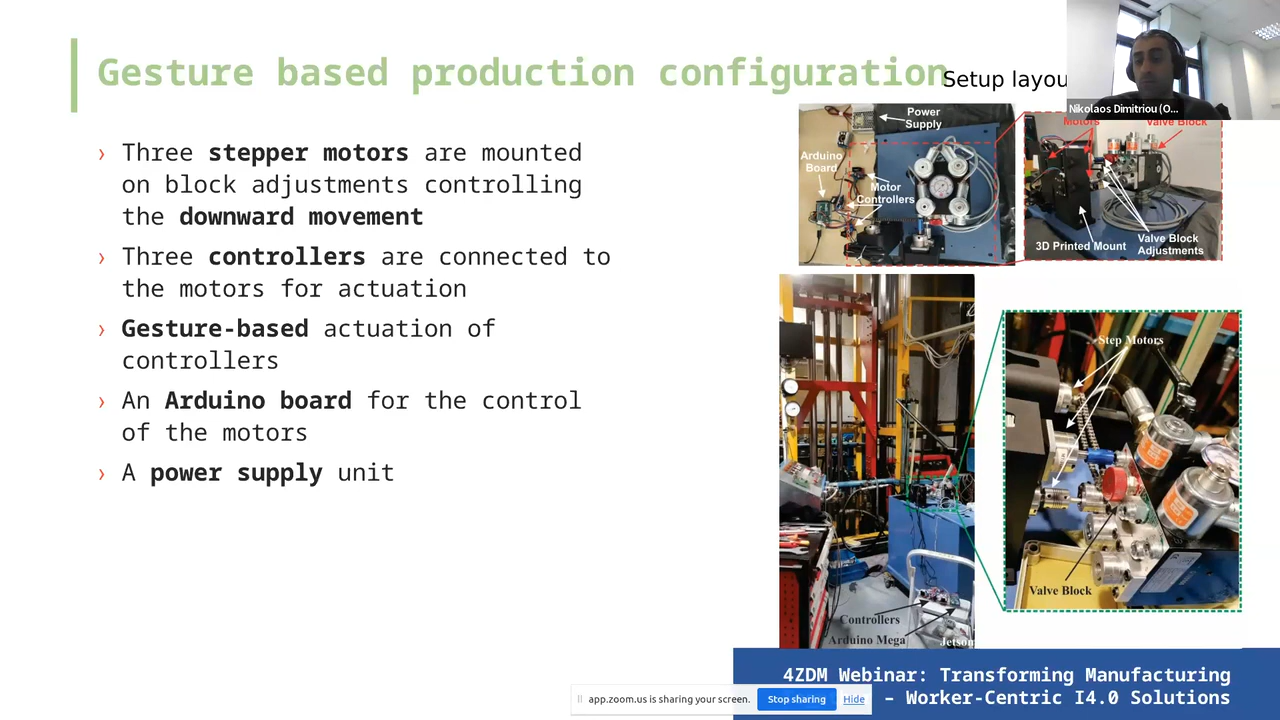 Gesture based production configuration
Setup layou
Nikolaos Dimitriou (O...
› Three stepper motors are mounted
on block adjustments controlling
the downward movement
› Three controllers are connected to
the motors for actuation
› Gesture-based actuation of
controllers
› An Arduino board for the control
of the motors
› A power supply unit
Power
Supply
Arduino
Board
Motor
Controllers
Motors
Valve Block
3D Printed Mount
Valve Block
Adjustments
Step Motors
Valve Block
Controllers
Arduino Mega
Jetson
4ZDM Webinar: Transforming Manufacturing
– Worker-Centric I4.0 Solutions
app.zoom.us is sharing your screen.
Stop sharing
Hide